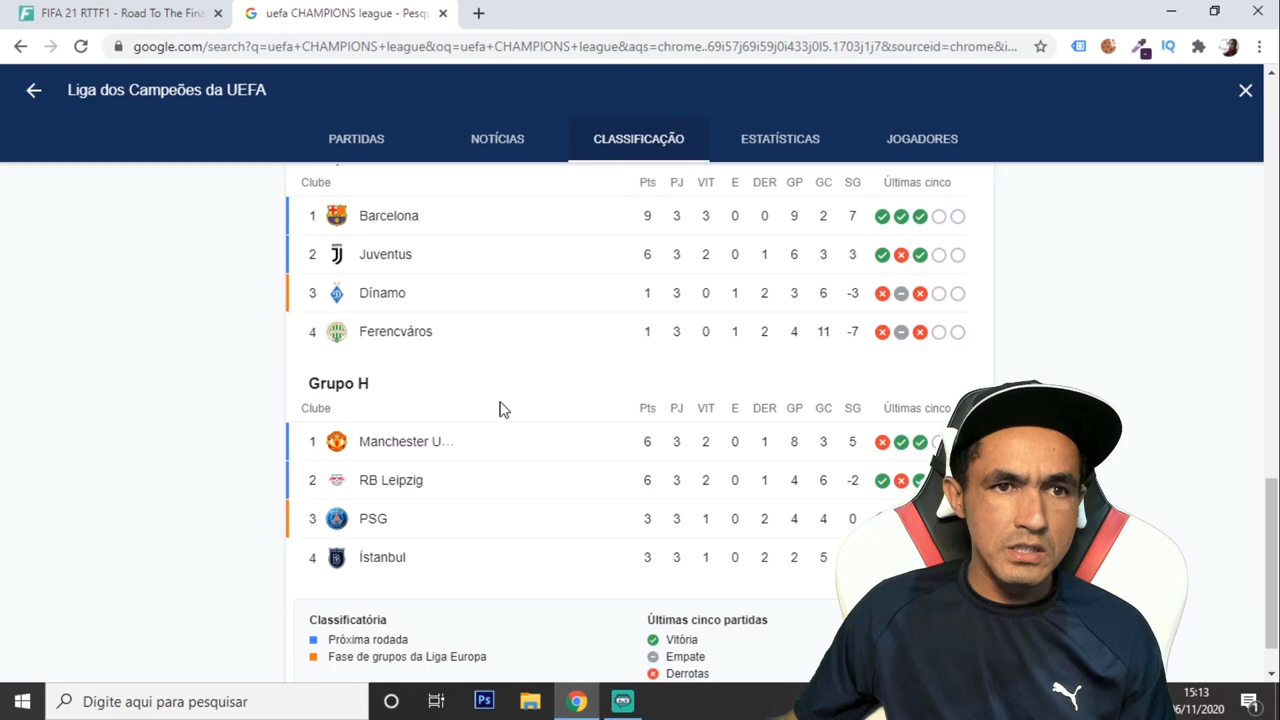 FIFA 21 RTTF1 - Road To The Fina
uefa CHAMPIONS league - Pesqu
google.com/search?q=uefa+CHAMPIONS+league&oq=uefa+CHAMPIONS+league&aqs=chrome..69i57j69i59j0i433j0l5.1703j1j7&sourceid=chrome&i...
IQ
Liga dos Campeões da UEFA
PARTIDAS NOTÍCIAS CLASSIFICAÇÃO ESTATÍSTICAS JOGADORES
Clube Pts PJ VIT E DER GP GC SG Últimas cinco
1 Barcelona 9 3 3 0 0 9 2 7
2 Juventus 6 3 2 0 1 6 3 3
3 Dínamo 1 3 0 1 2 3 6 -3
4 Ferencváros 1 3 0 1 2 4 11 -7
Grupo H
Clube Pts PJ VIT E DER GP GC SG Últimas cinco
1 Manchester U... 6 3 2 0 1 8 3 5
2 RB Leipzig 6 3 2 0 1 4 6 -2
3 PSG 3 3 1 0 2 4 4 0
4 Ístanbul 3 3 1 0 2 2 5
Classificatória
Próxima rodada
Fase de grupos da Liga Europa
Últimas cinco partidas
Vitória
Empate
Derrotas
Digite aqui para pesquisar
Ps
15:13
06/11/2020
1